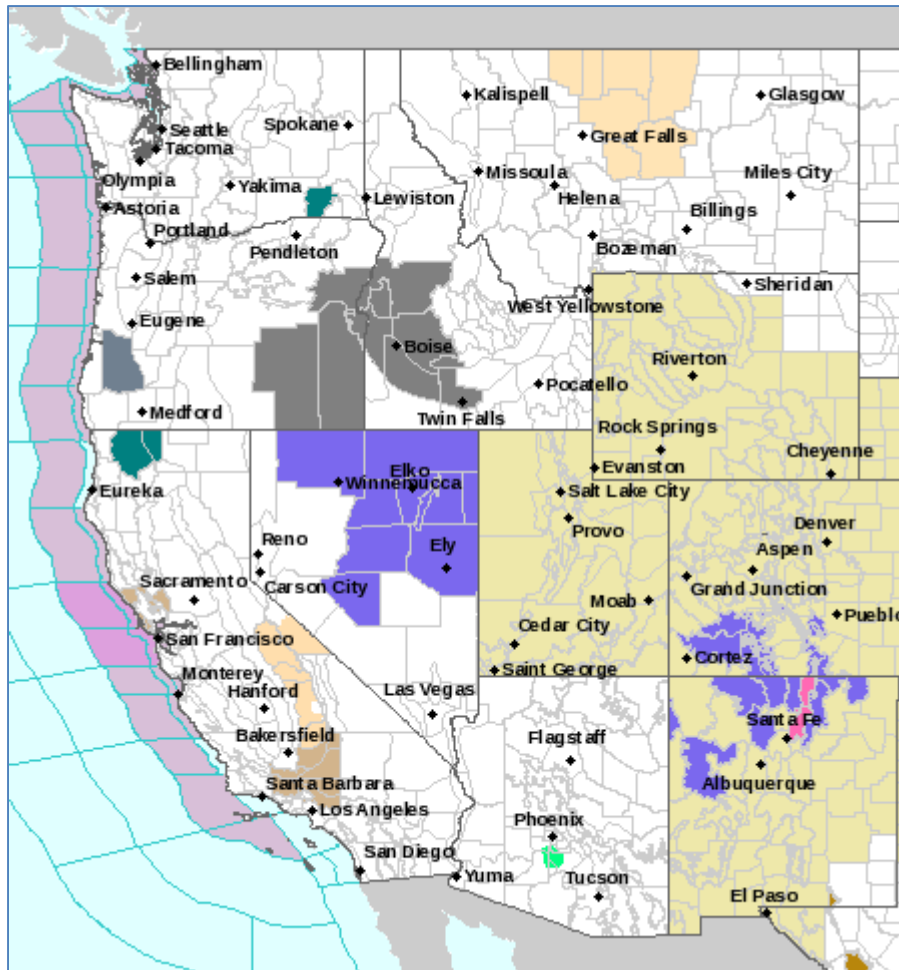 Bellingham
Kalispell
Glasgow
Seattle
Spokane
Great Falls
Tacoma
Olympia
Missoula
Miles City
Yakima
Helena
Lewiston
Astoria
Billings
Portland
Pendleton
Bozeman
Salem
Sheridan
West Yellowstone
Eugene
Boise
Riverton
Pocatello
Medford
Twin Falls
Rock Springs
Evanston
Cheyenne
Elko
Winnemucca
Eureka
Salt Lake City
Provo
Denver
Reno
Ely
Aspen
Sacramento
Carson City
Grand Junction
Moab
Pueblo
San Francisco
Cedar City
Cortez
Saint George
Monterey
Hanford
Las Vegas
Santa Fe
Bakersfield
Flagstaff
Albuquerque
Santa Barbara
Los Angeles
Phoenix
San Diego
Yuma
Tucson
El Paso